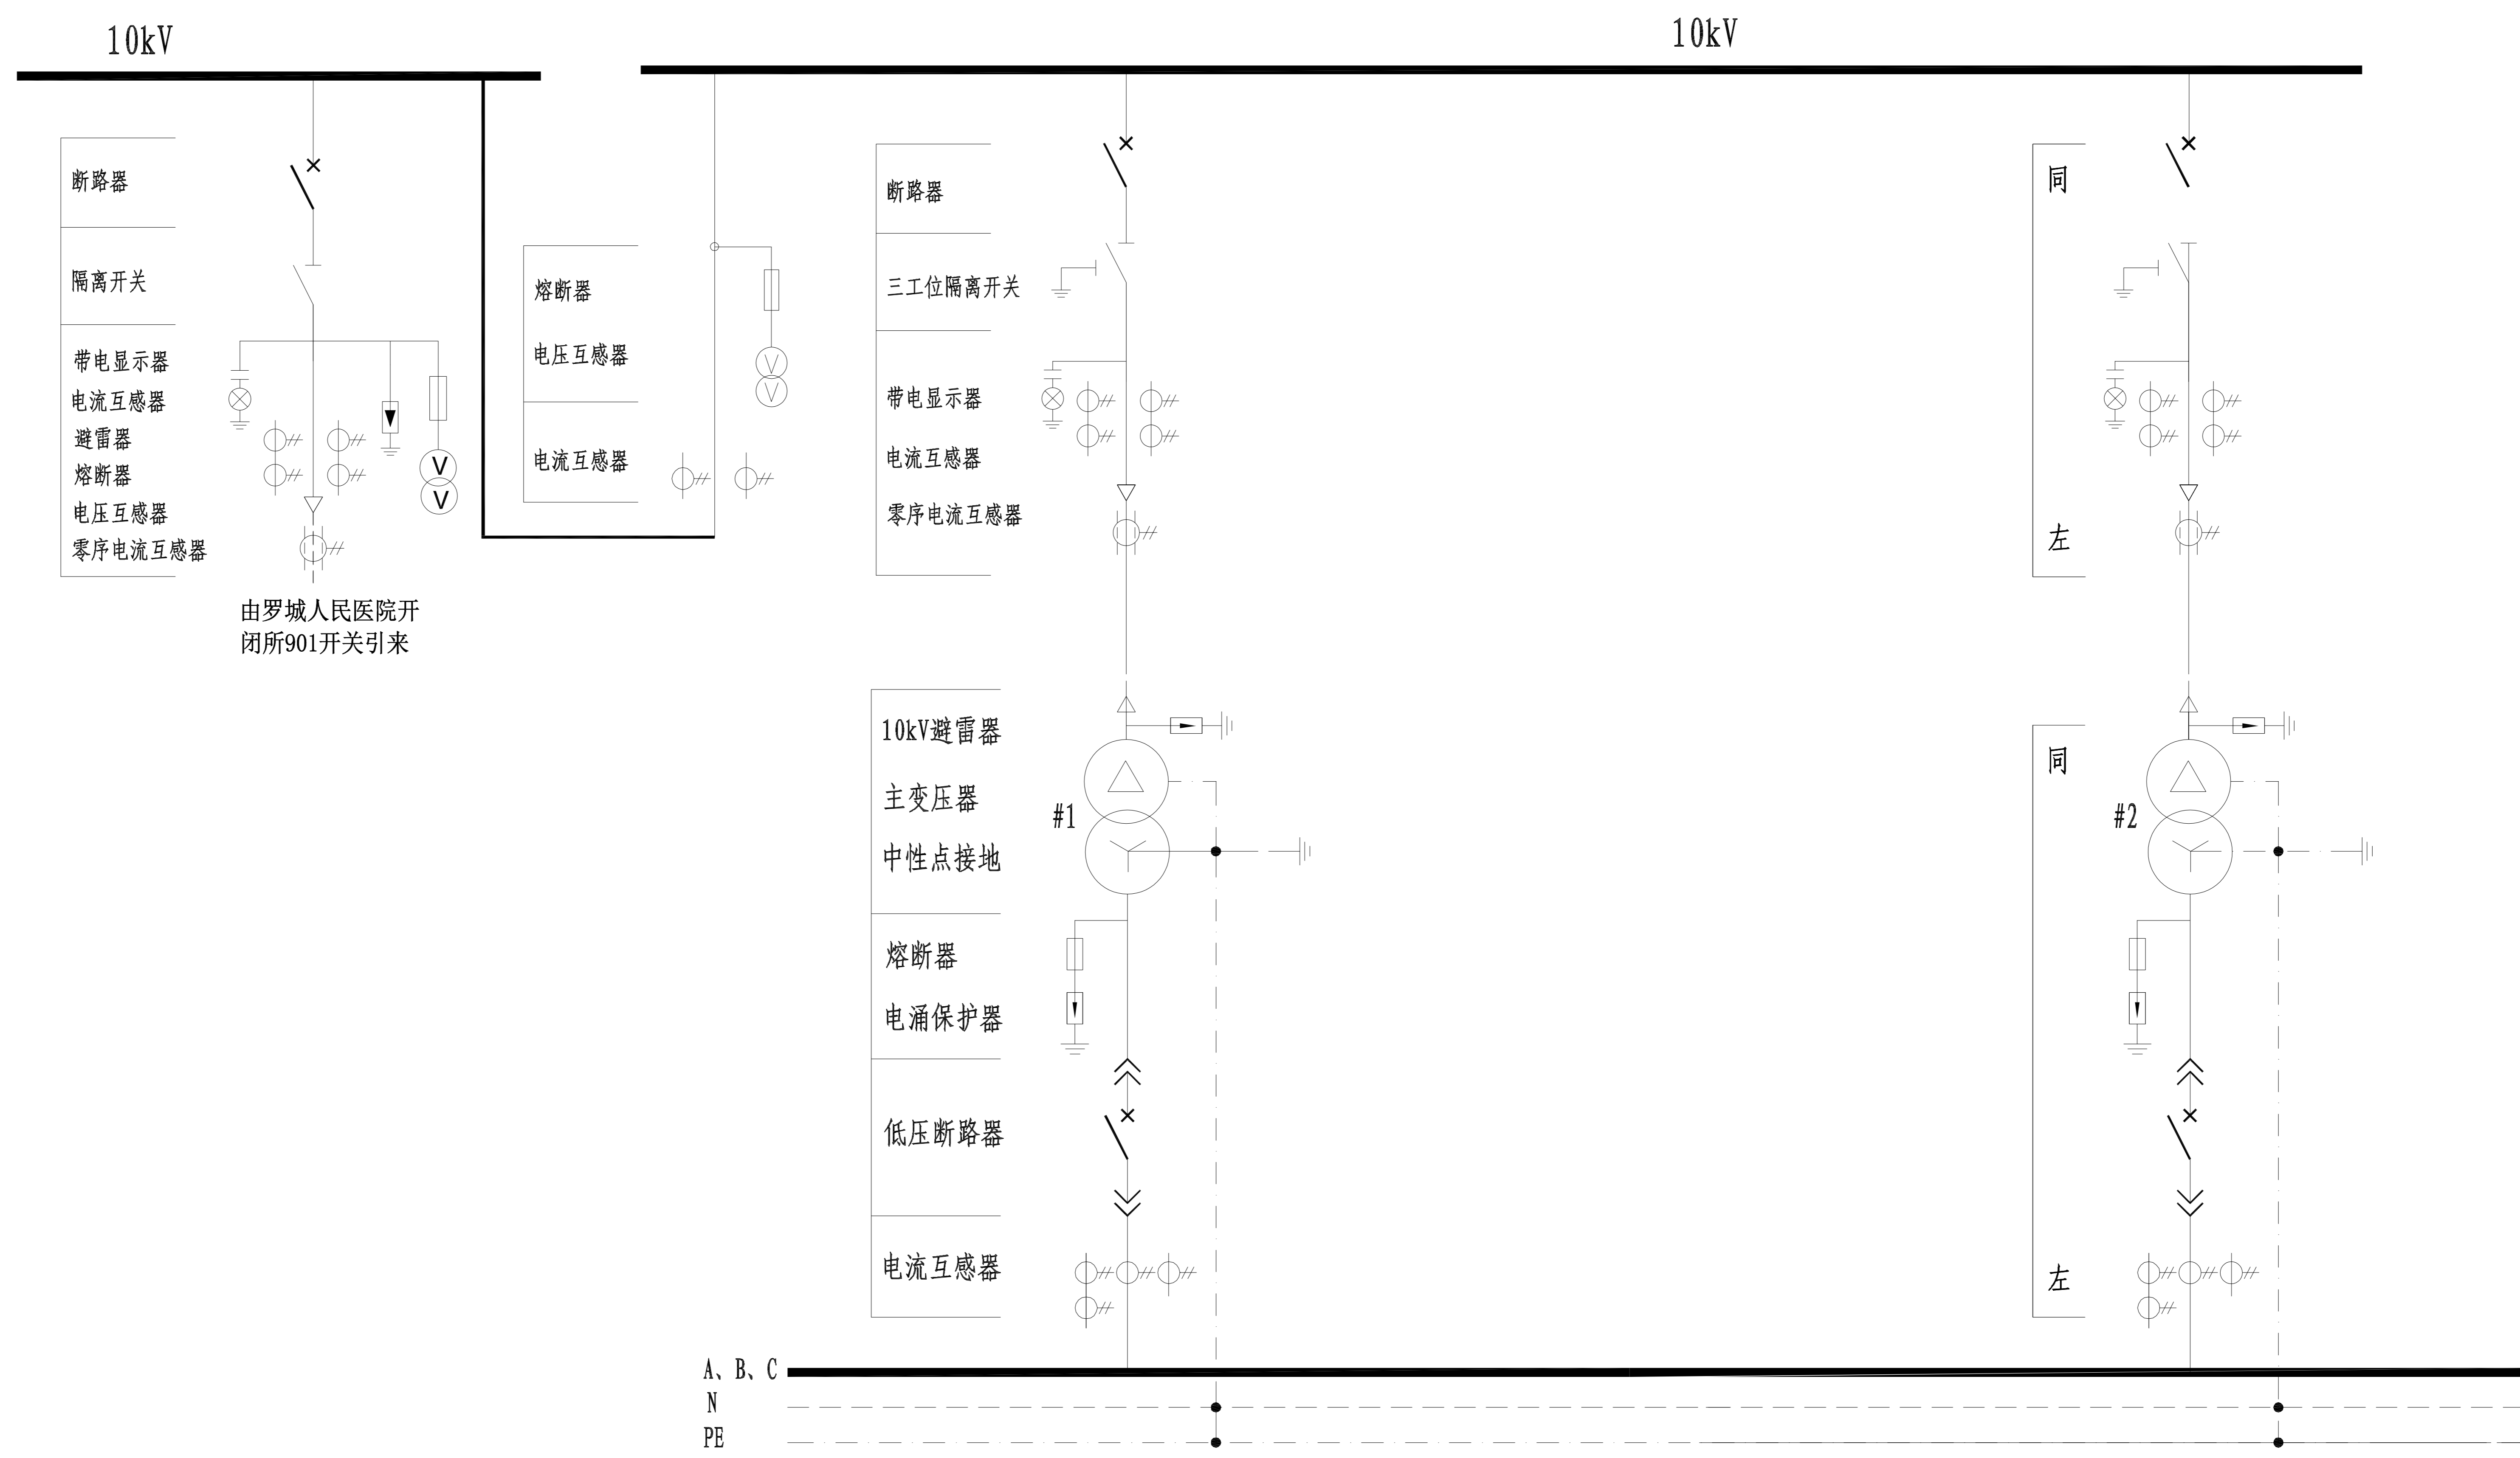 10kV
10kV
断路器
隔离开关
带电显示器
电流互感器
避雷器
熔断器
电压互感器
零序电流互感器
V
V
由罗城人民医院开
闭所901开关引来
熔断器
电压互感器
电流互感器
V
V
断路器
三工位隔离开关
带电显示器
电流互感器
零序电流互感器
同
左
10kV避雷器
主变压器
中性点接地
熔断器
电涌保护器
低压断路器
电流互感器
#1
同
左
#2
A、B、C
N
PE